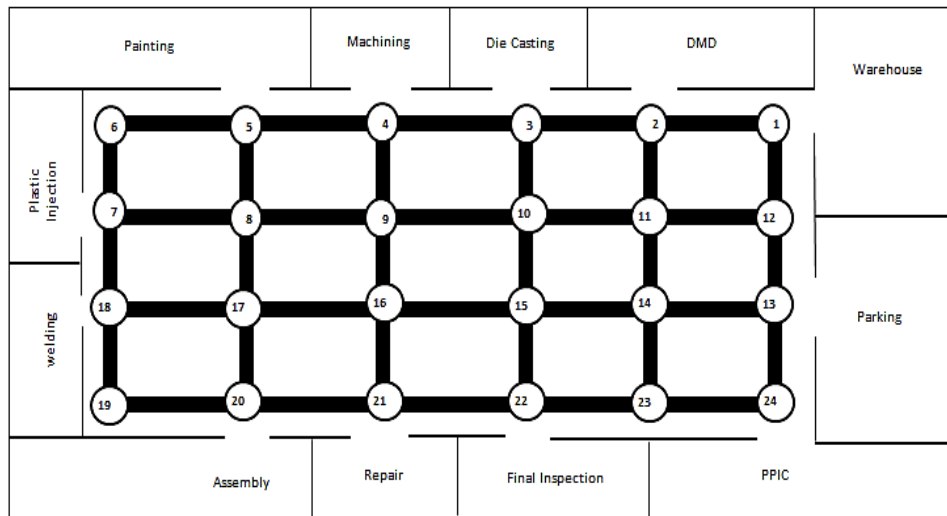 Painting
Machining
Die Casting
DMD
Warehouse
6
5
4
3
2
1
Plastic
Injection
7
8
9
10
11
12
18
17
16
15
14
13
Parking
welding
19
20
21
22
23
24
Assembly
Repair
Final Inspection
PPIC